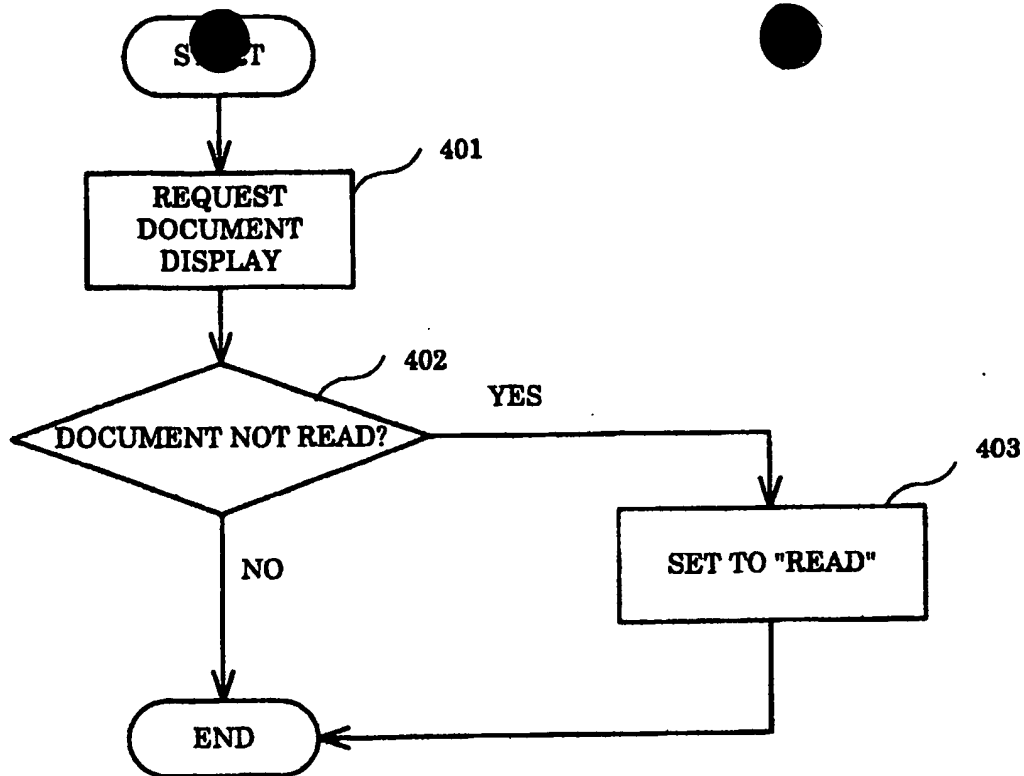 401
REQUEST
DOCUMENT
DISPLAY
402
YES
DOCUMENT NOT READ?
403
SET TO "READ"
NO
END